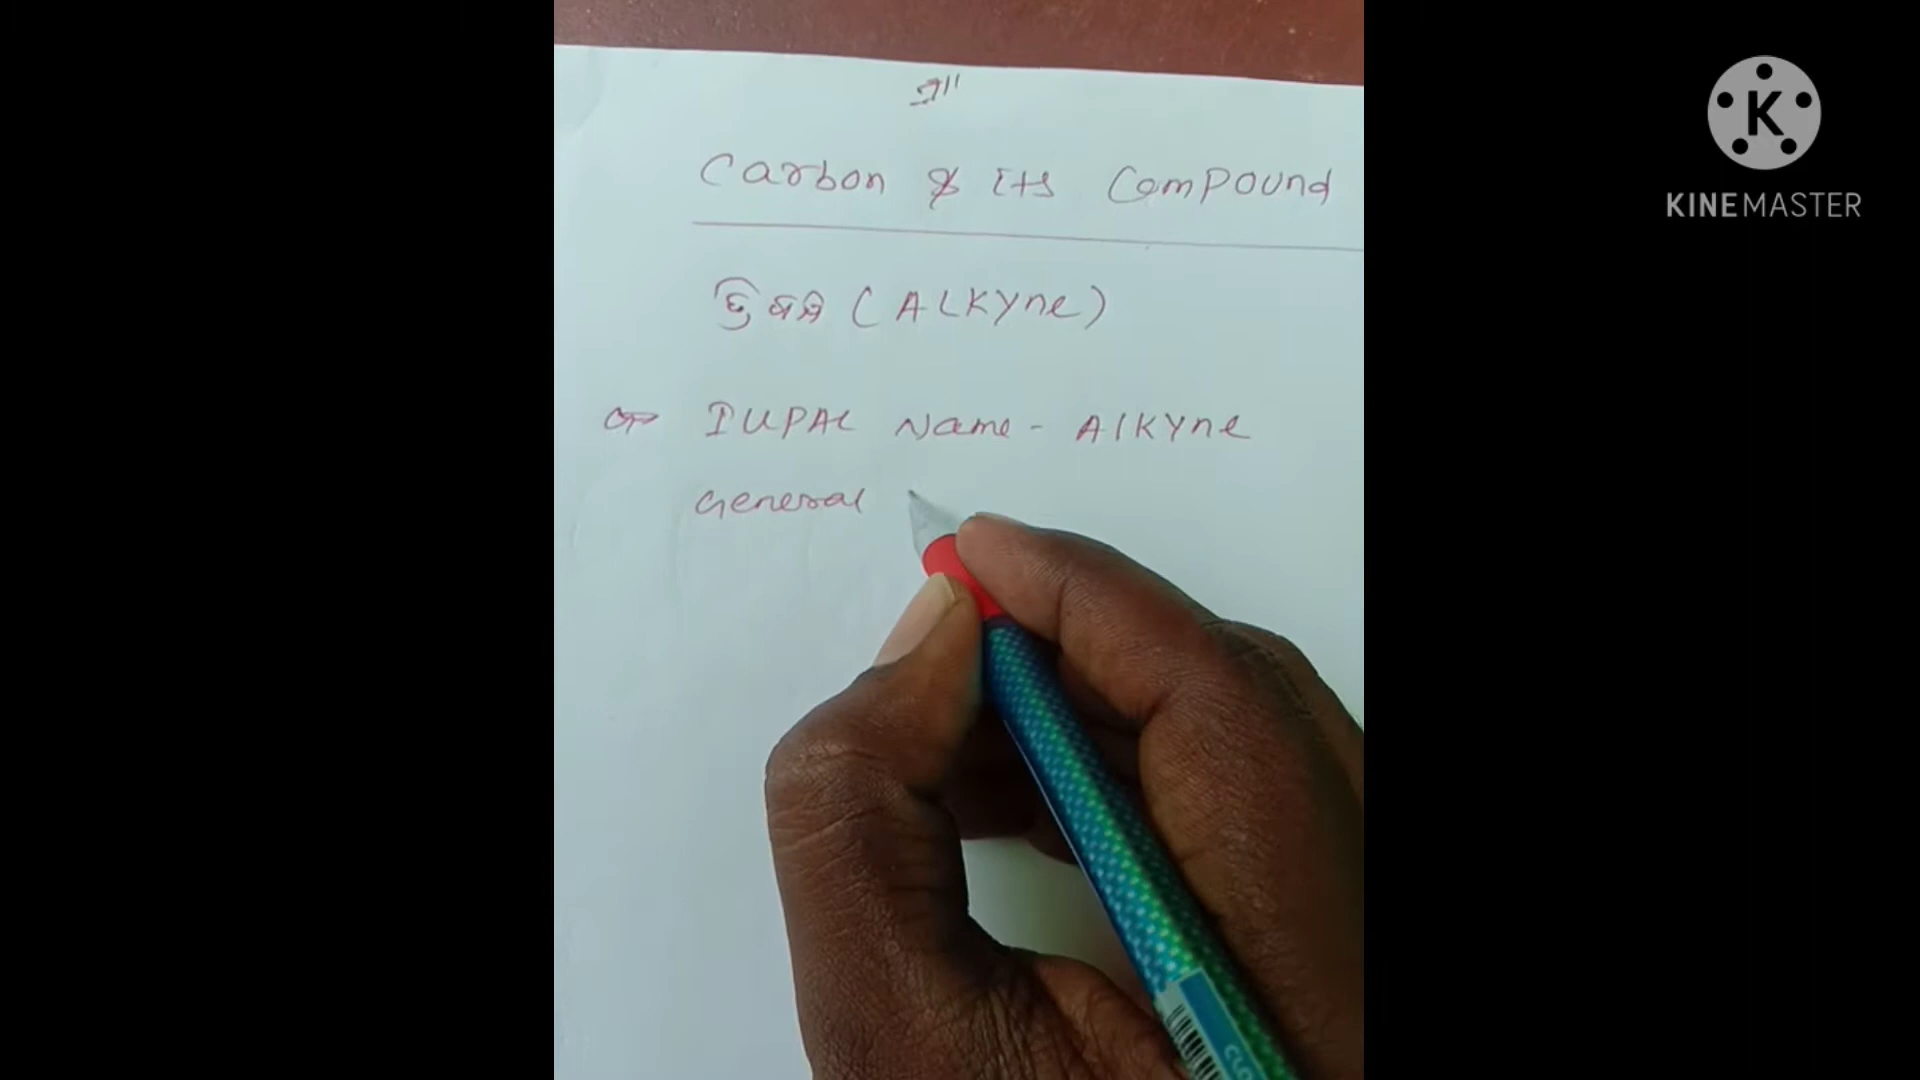 Carbon & Its Compound
(ALKyne)
IUPAC Name - AlKyne
General
K
KINEMASTER